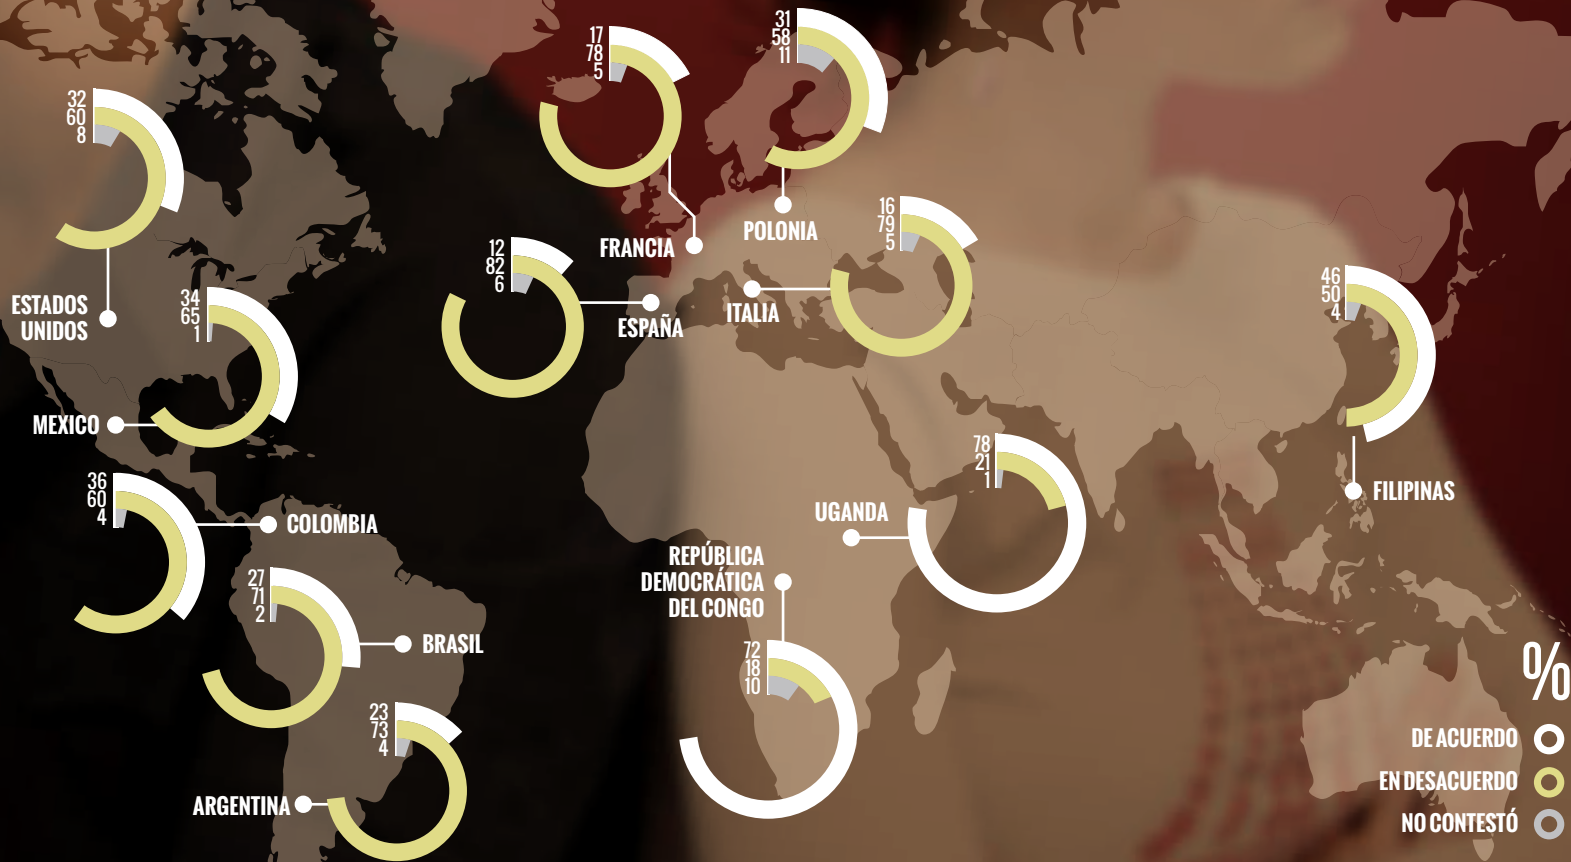 32
60
8
ESTADOS
UNIDOS
34
65
1
MEXICO
36
60
4
COLOMBIA
27
71
2
BRASIL
23
73
4
ARGENTINA
17
78
5
FRANCIA
31
58
11
POLONIA
12
82
6
ESPAÑA
16
79
5
ITALIA
78
21
1
UGANDA
REPÚBLICA
DEMOCRÁTICA
DEL CONGO
72
18
10
46
50
4
FILIPINAS
%
DE ACUERDO
EN DESACUERDO
NO CONTESTÓ